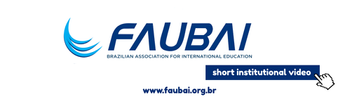 FAUBAI
BRAZILIAN ASSOCIATION FOR INTERNATIONAL EDUCATION
short institutional video
www.faubai.org.br